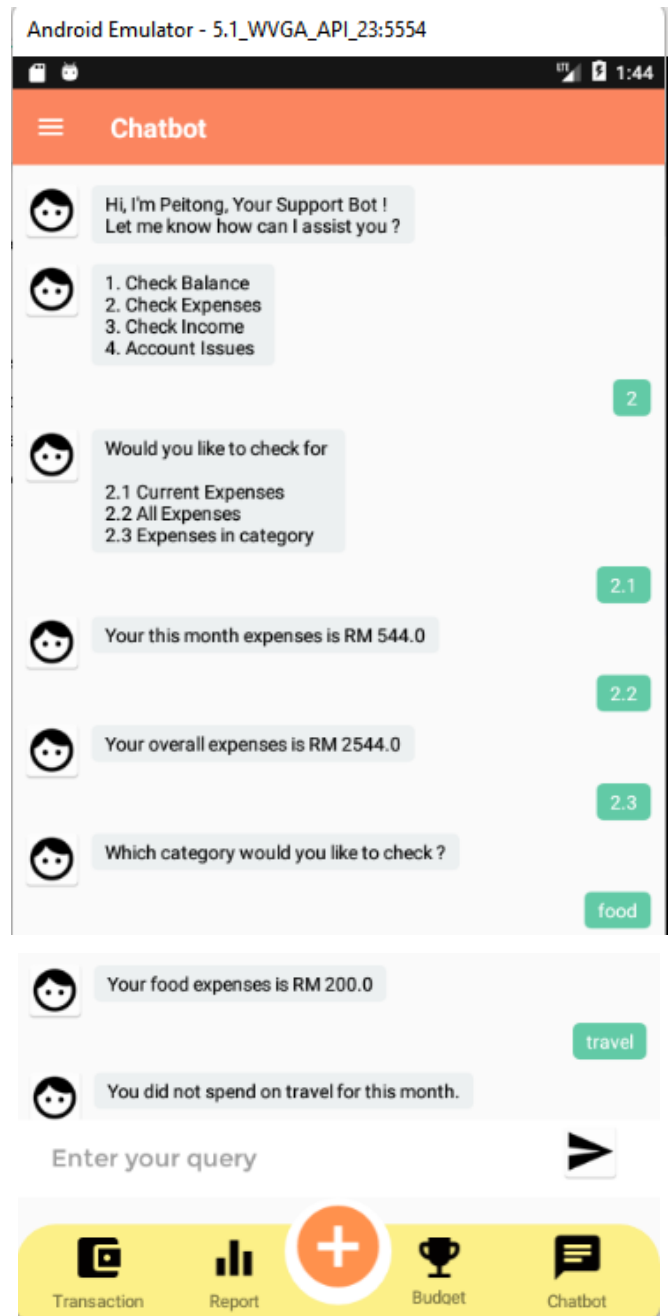 Android Emulator - 5.1_WVGA_API_23:5554
LTE 1:44
Chatbot
Hi, I'm Peitong, Your Support Bot !
Let me know how can I assist you ?
1. Check Balance
2. Check Expenses
3. Check Income
4. Account Issues
2
Would you like to check for
2.1 Current Expenses
2.2 All Expenses
2.3 Expenses in category
2.1
Your this month expenses is RM 544.0
2.2
Your overall expenses is RM 2544.0
2.3
Which category would you like to check ?
food
Your food expenses is RM 200.0
travel
You did not spend on travel for this month.
Enter your query
Transaction Report Budget Chatbot